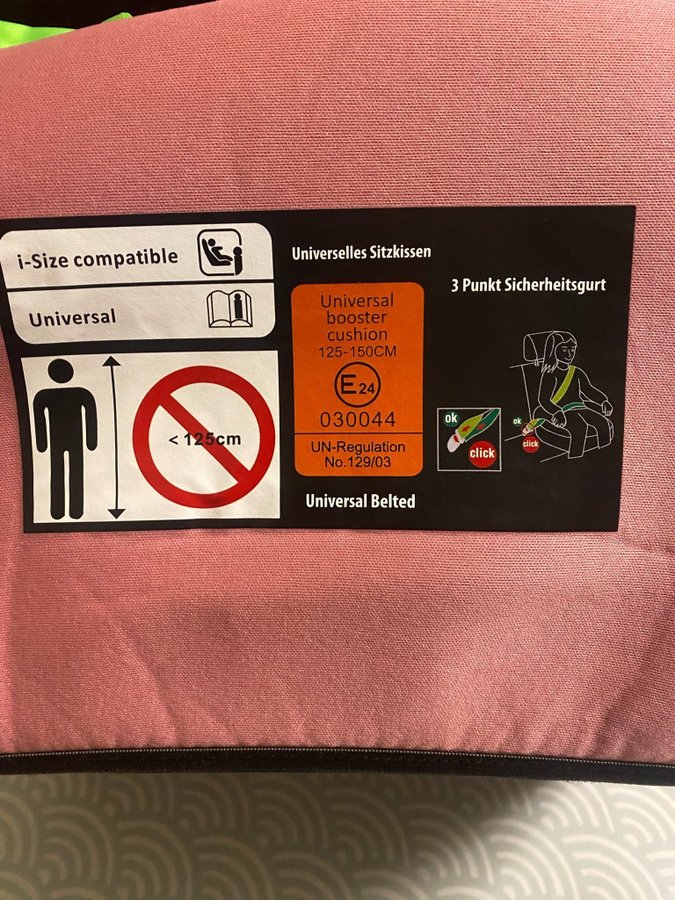 i-Size compatible
Universal
< 125cm
Universelles Sitzkissen
Universal
booster
cushion
125-150CM
E24
030044
UN-Regulation
No.129/03
Universal Belted
3 Punkt Sicherheitsgurt
ok
click
ok
click